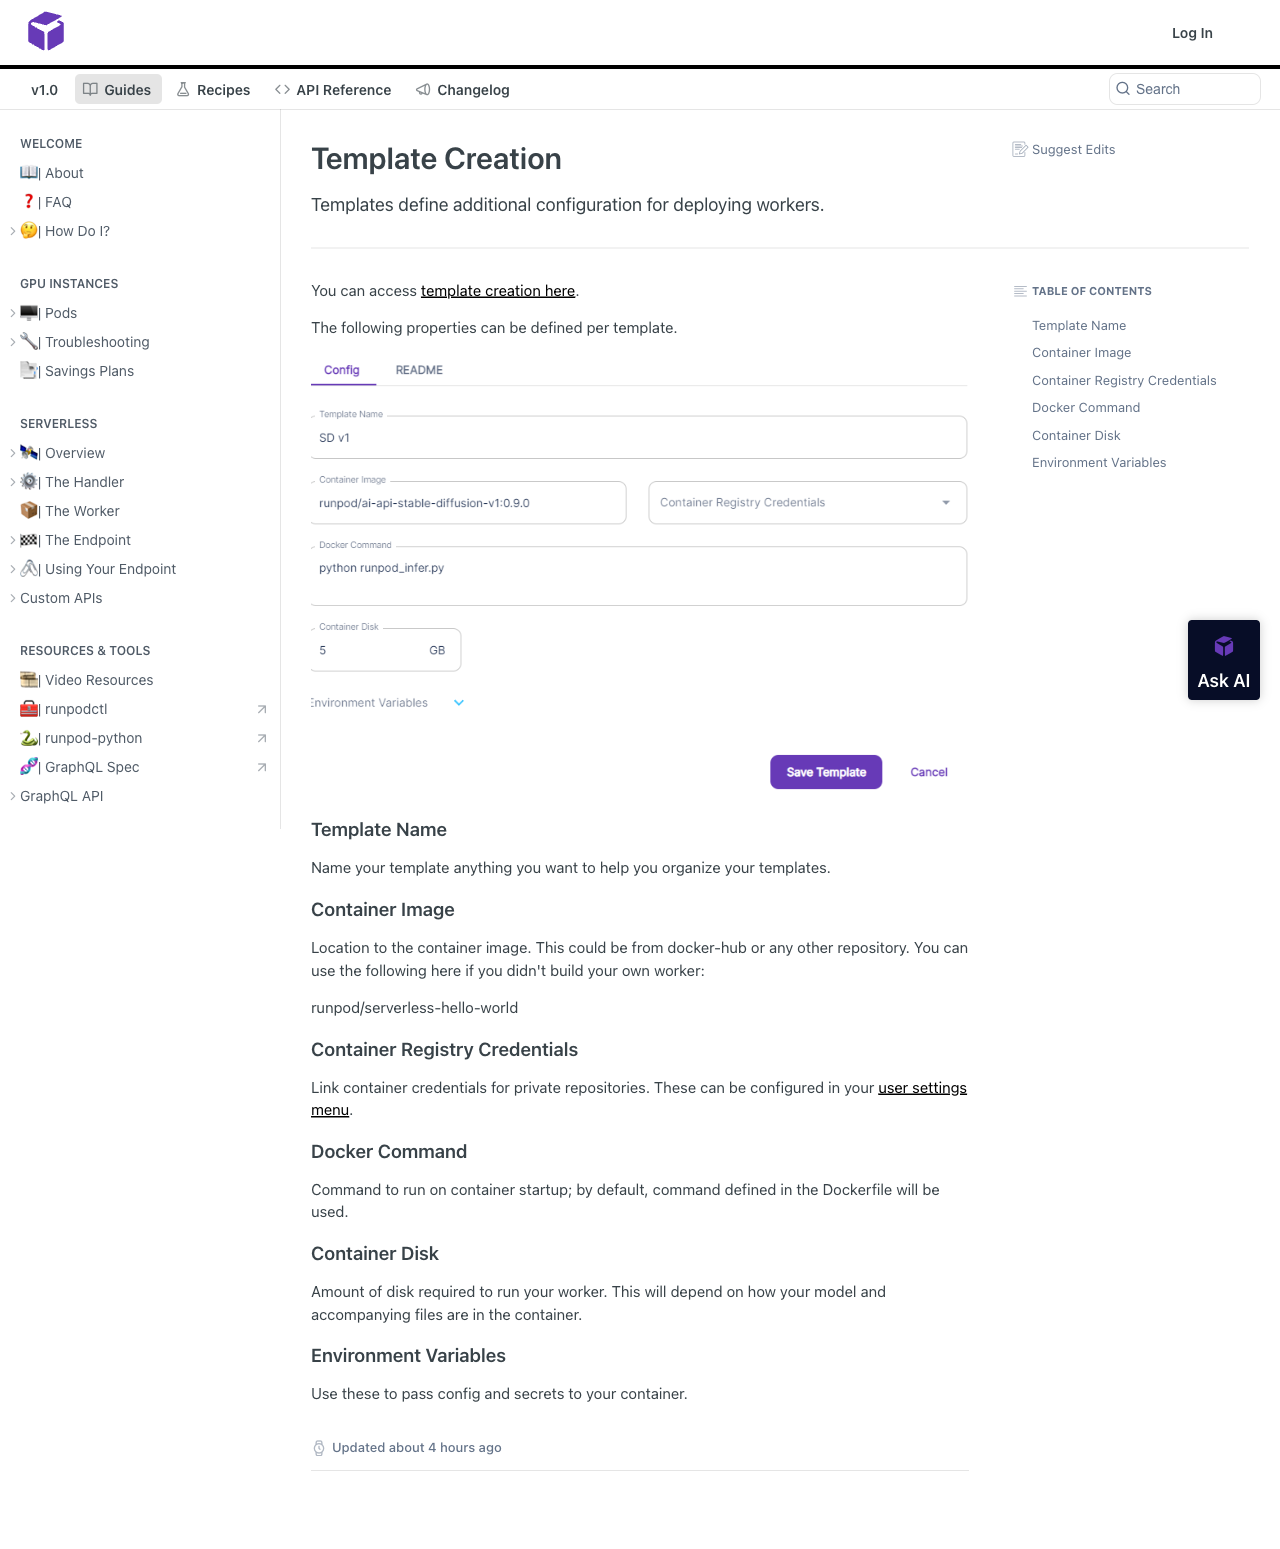 Log In
v1.0 Guides Recipes API Reference Changelog Search
WELCOME
| About
| FAQ
| How Do I?
GPU INSTANCES
| Pods
| Troubleshooting
| Savings Plans
SERVERLESS
| Overview
| The Handler
| The Worker
| The Endpoint
| Using Your Endpoint
Custom APIs
RESOURCES & TOOLS
| Video Resources
| runpodctl
| runpod-python
| GraphQL Spec
GraphQL API
Template Creation
Suggest Edits
Templates define additional configuration for deploying workers.
You can access template creation here.
The following properties can be defined per template.
Config README
Template Name
SD v1
Container Image
runpod/ai-api-stable-diffusion-v1:0.9.0
Container Registry Credentials
Docker Command
python runpod_infer.py
Container Disk
5 GB
Environment Variables
Save Template Cancel
Template Name
Name your template anything you want to help you organize your templates.
Container Image
Location to the container image. This could be from docker-hub or any other repository. You can
use the following here if you didn't build your own worker:
runpod/serverless-hello-world
Container Registry Credentials
Link container credentials for private repositories. These can be configured in your user settings
menu.
Docker Command
Command to run on container startup; by default, command defined in the Dockerfile will be
used.
Container Disk
Amount of disk required to run your worker. This will depend on how your model and
accompanying files are in the container.
Environment Variables
Use these to pass config and secrets to your container.
Updated about 4 hours ago
TABLE OF CONTENTS
Template Name
Container Image
Container Registry Credentials
Docker Command
Container Disk
Environment Variables
Ask AI